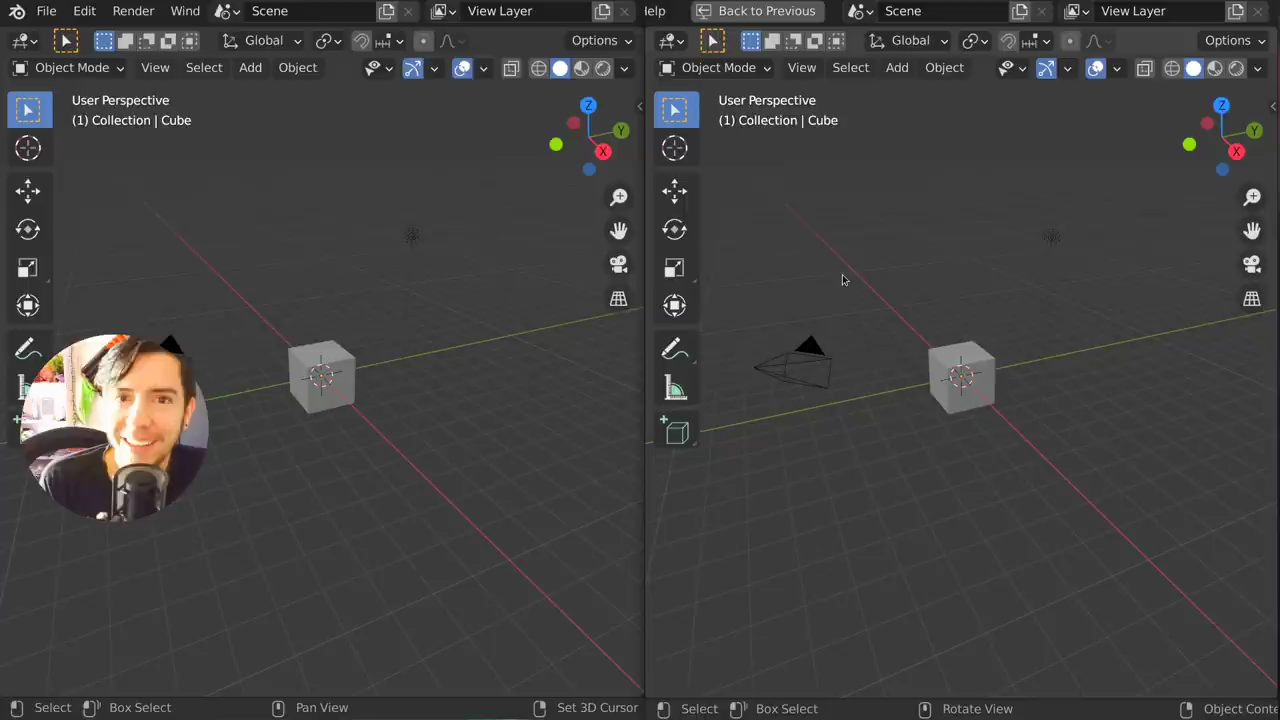 File Edit Render Wind Scene View Layer
Global Options
Object Mode View Select Add Object
User Perspective
(1) Collection | Cube
Z
Y
X
Select Box Select Pan View Set 3D Cursor
Help Back to Previous Scene View Layer
Global Options
Object Mode View Select Add Object
User Perspective
(1) Collection | Cube
Z
Y
X
Select Box Select Rotate View Object Conte